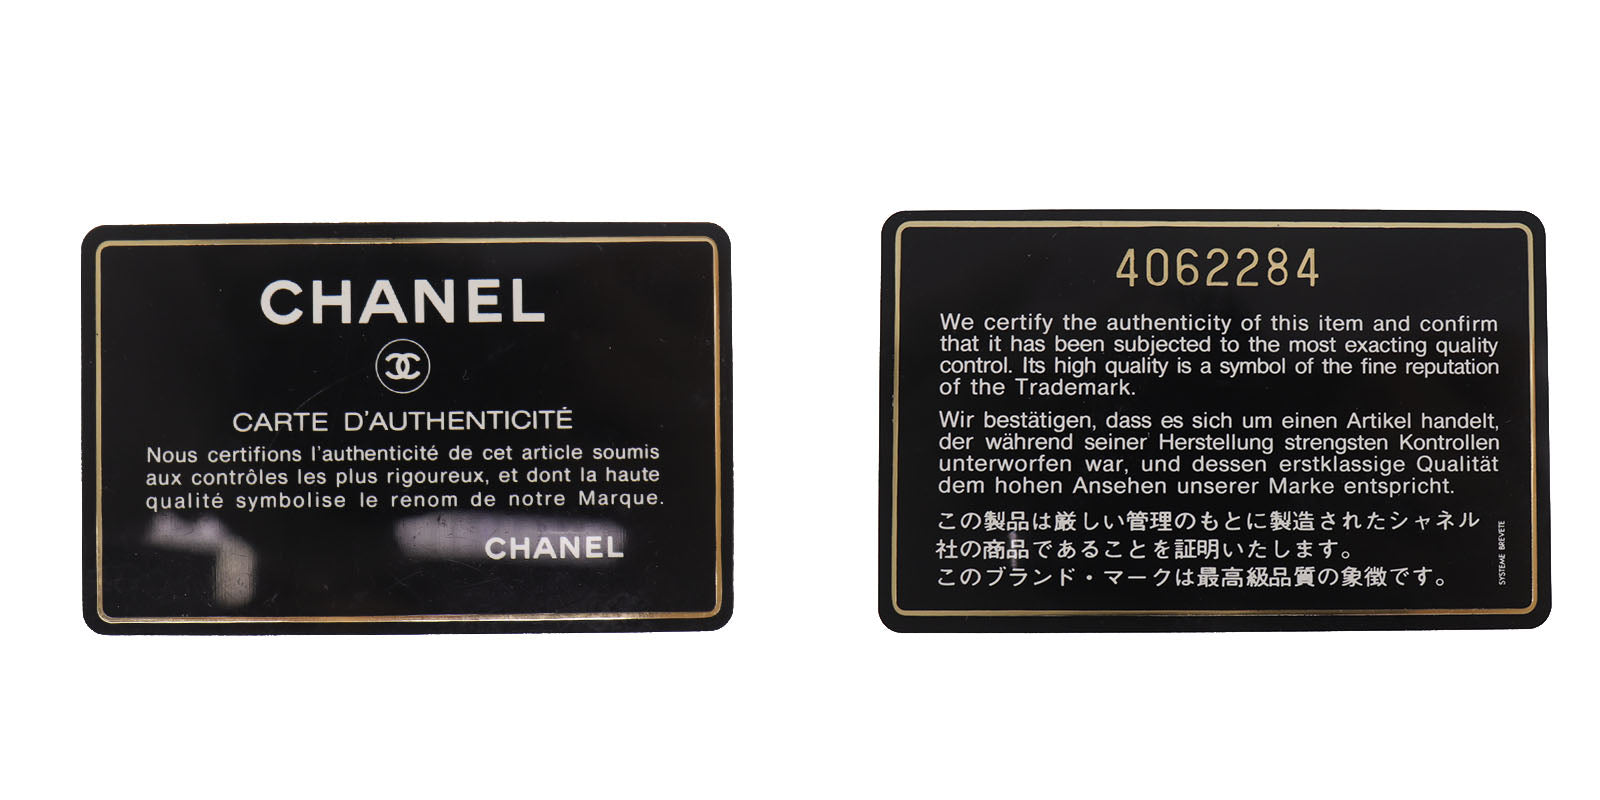 CHANEL
CARTE D'AUTHENTICITÉ
Nous certifions l'authenticité de cet article soumis
aux contrôles les plus rigoureux, et dont la haute
qualité symbolise le renom de notre Marque.
CHANEL
4062284
We certify the authenticity of this item and confirm
that it has been subjected to the most exacting quality
control. Its high quality is a symbol of the fine reputation
of the Trademark.
Wir bestätigen, dass es sich um einen Artikel handelt,
der während seiner Herstellung strengsten Kontrollen
unterworfen war, und dessen erstklassige Qualität
dem hohen Ansehen unserer Marke entspricht.
この製品は厳しい管理のもとに製造されたシャネル
社の商品であることを証明いたします。
このブランド・マークは最高級品質の象徴です。
SYSTEME BREVETE